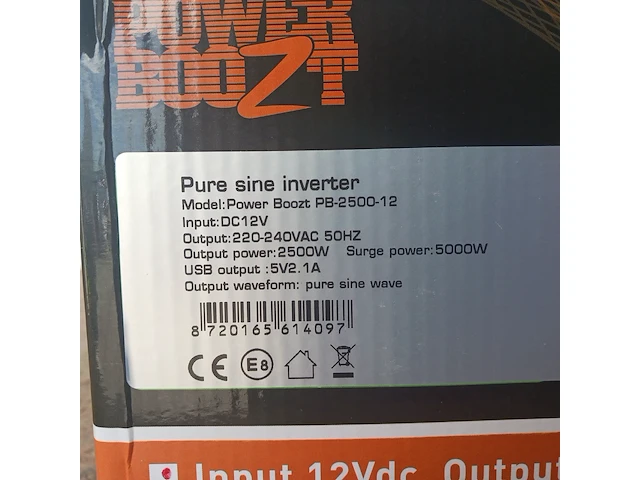 POWER
BOOZT
Pure sine inverter
Model:Power Boozt PB-2500-12
Input:DC12V
Output:220-240VAC 50HZ
Output power:2500W Surge power:5000W
USB output :5V2.1A
Output waveform: pure sine wave
8 720165 614097
CE E8
Input 12Vdc Output